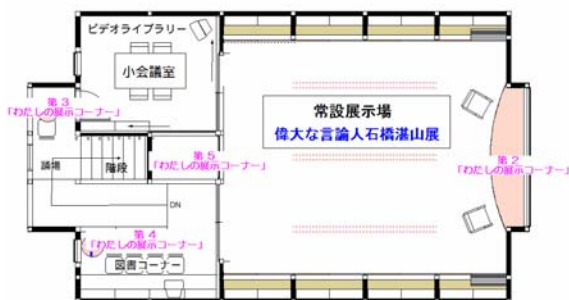 ビデオライブラリー
小会議室
第 3
「わたしの展示コーナー」
常設展示場
偉大な言論人石橋湛山展
第 5
「わたしの展示コーナー」
第 2
「わたしの展示コーナー」
踊場
階段
DN
第 4
「わたしの展示コーナー」
図書コーナー